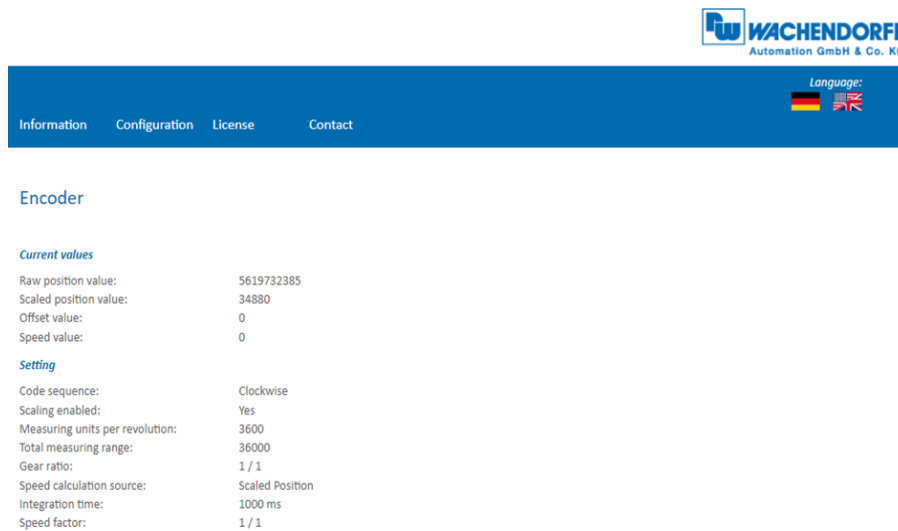 WACHENDORFF
Automation GmbH & Co. K
Language:
Information Configuration License Contact
Encoder
Current values
Raw position value: 5619732385
Scaled position value: 34880
Offset value: 0
Speed value: 0
Setting
Code sequence: Clockwise
Scaling enabled: Yes
Measuring units per revolution: 3600
Total measuring range: 36000
Gear ratio: 1 / 1
Speed calculation source: Scaled Position
Integration time: 1000 ms
Speed factor: 1 / 1